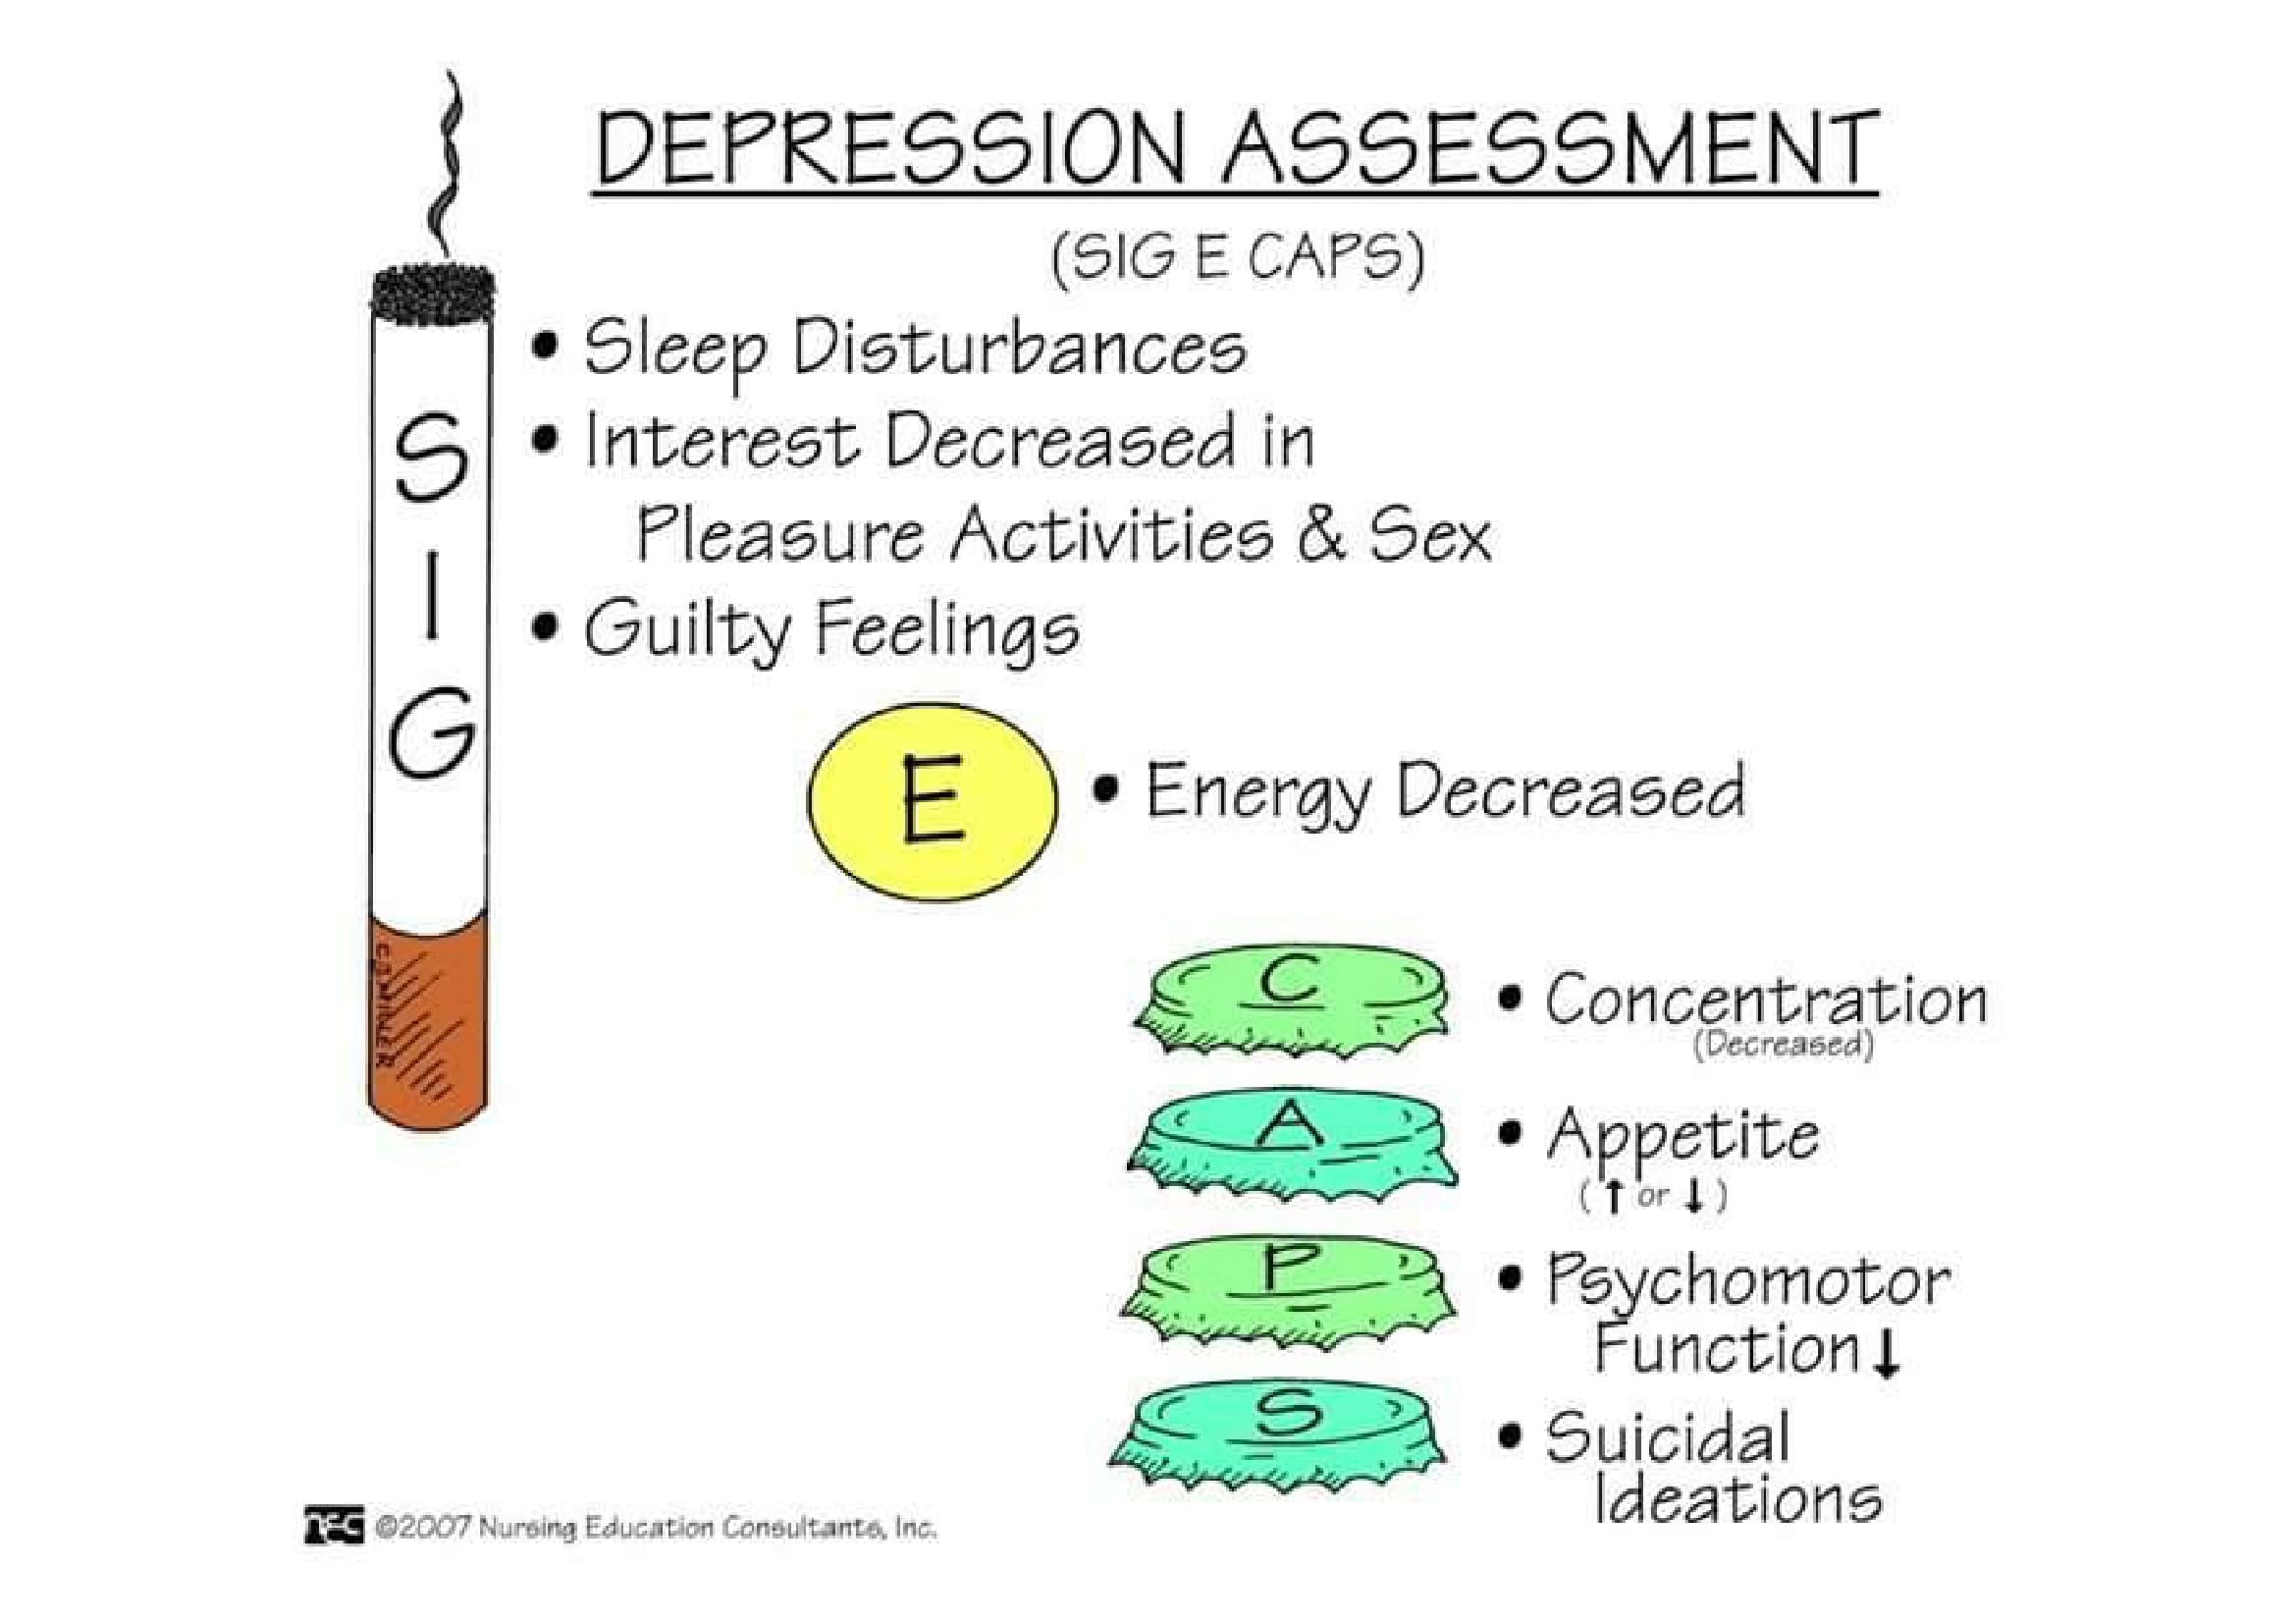 DEPRESSION ASSESSMENT
(SIG E CAPS)
S
I
G
• Sleep Disturbances
• Interest Decreased in
Pleasure Activities & Sex
• Guilty Feelings
E
• Energy Decreased
C
• Concentration
(Decreased)
A
• Appetite
(↑ or ↓)
P
• Psychomotor
Function↓
S
• Suicidal
Ideations
NEC ©2007 Nursing Education Consultants, Inc.